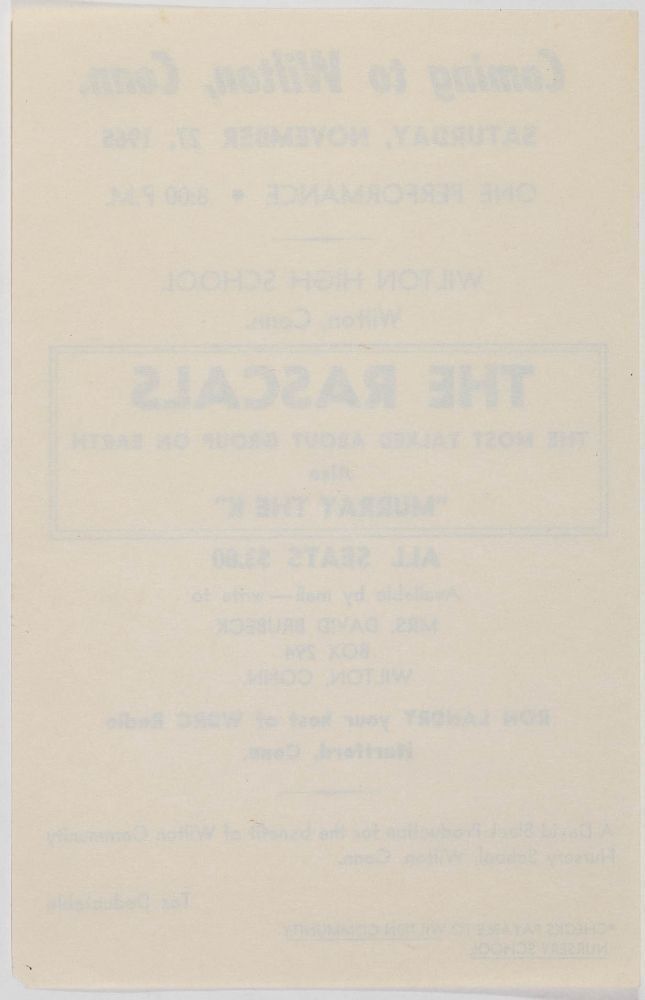 Coming to Wilton, Conn.
SATURDAY, NOVEMBER 27, 1965
ONE PERFORMANCE • 8:00 P.M.
WILTON HIGH SCHOOL
Wilton, Conn.
THE RASCALS
THE MOST TALKED ABOUT GROUP ON EARTH
Also
"MURRAY THE K"
ALL SEATS $3.00
Available by mail—write to
MRS. DAVID BRUBECK
BOX 294
WILTON, CONN.
RON LANDRY your host of WDRC Radio
Hartford, Conn.
A David Black Production for the benefit of Wilton Community
Nursery School, Wilton, Conn.
Tax Deductable
*CHECKS PAYABLE TO WILTON COMMUNITY
NURSERY SCHOOL